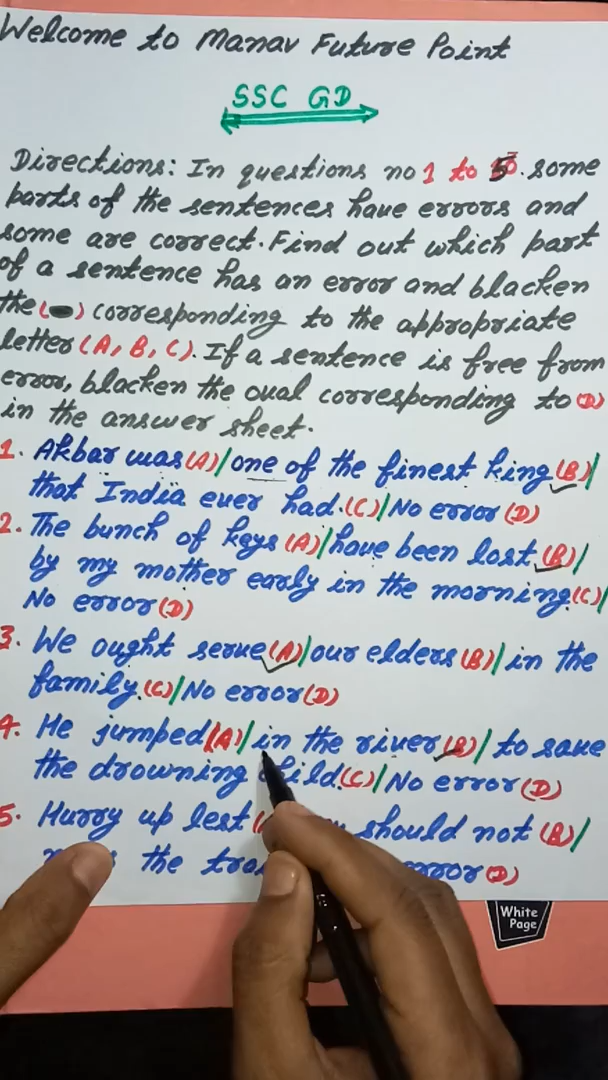 Welcome to Manav Future Point
SSC GD
Directions: In questions no 1 to 5. some
parts of the sentences have errors and
some are correct. Find out which part
of a sentence has an error and blacken
the ( ) corresponding to the appropriate
letter (A, B, C). If a sentence is free from
error, blacken the oval corresponding to (D)
in the answer sheet.
1. Akbar was (A)/one of the finest king (B)/
that India ever had.(C)/No error (D)
2. The bunch of keys (A)/have been lost (B)/
by my mother early in the morning.(C)/
No error (D)
3. We ought serve (A)/our elders (B)/in the
family.(C)/No error (D)
4. He jumped (A)/in the river (B)/to save
the drowning child.(C)/No error (D)
5. Hurry up lest should not (B)/
the (D)
White
Page